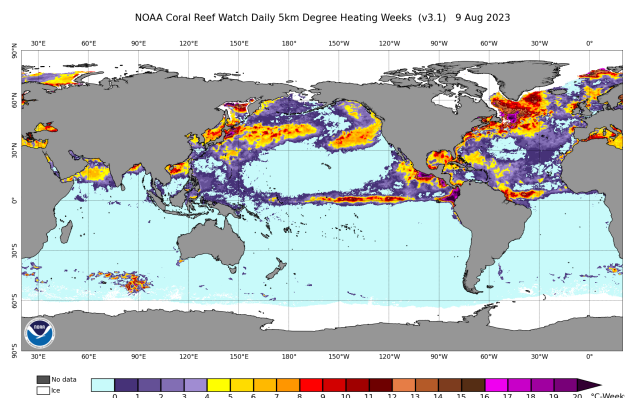 NOAA Coral Reef Watch Daily 5km Degree Heating Weeks (v3.1) 9 Aug 2023
30°E 60°E 90°E 120°E 150°E 180° 150°W 120°W 90°W 60°W 30°W 0°
90°N
60°N
30°N
0°
30°S
60°S
90°S
NOAA
30°E 60°E 90°E 120°E 150°E 180° 150°W 120°W 90°W 60°W 30°W 0°
No data
Ice
0 1 2 3 4 5 6 7 8 9 10 11 12 13 14 15 16 17 18 19 20 °C-Weeks